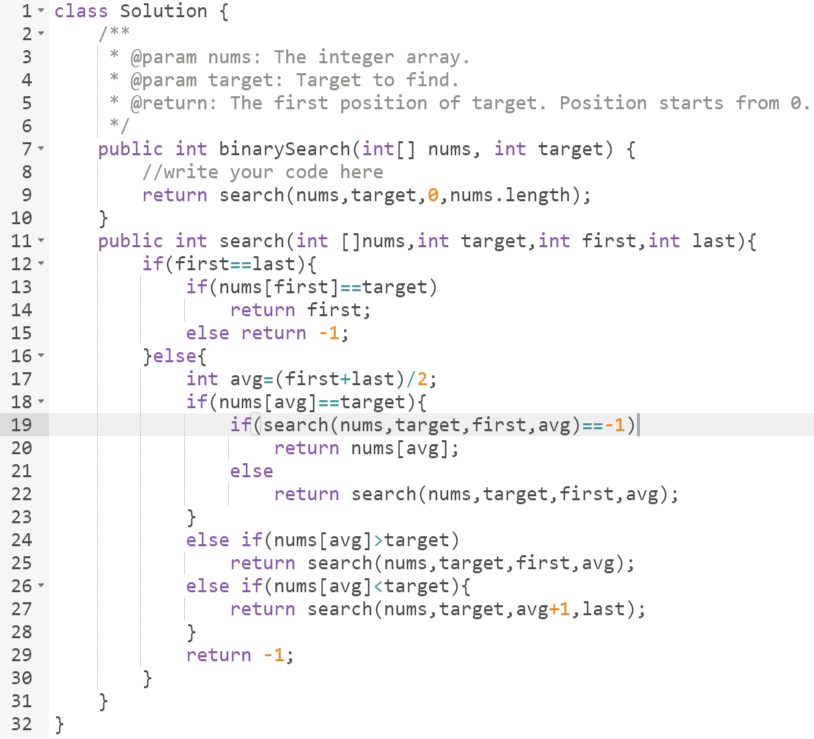 1 class Solution {
2     /**
3      * @param nums: The integer array.
4      * @param target: Target to find.
5      * @return: The first position of target. Position starts from 0.
6      */
7     public int binarySearch(int[] nums, int target) {
8         //write your code here
9         return search(nums,target,0,nums.length);
10     }
11     public int search(int []nums,int target,int first,int last){
12         if(first==last){
13             if(nums[first]==target)
14                 return first;
15             else return -1;
16         }else{
17             int avg=(first+last)/2;
18             if(nums[avg]==target){
19                 if(search(nums,target,first,avg)==-1)
20                     return nums[avg];
21                 else
22                     return search(nums,target,first,avg);
23             }
24             else if(nums[avg]>target)
25                 return search(nums,target,first,avg);
26             else if(nums[avg]<target){
27                 return search(nums,target,avg+1,last);
28             }
29             return -1;
30         }
31     }
32 }